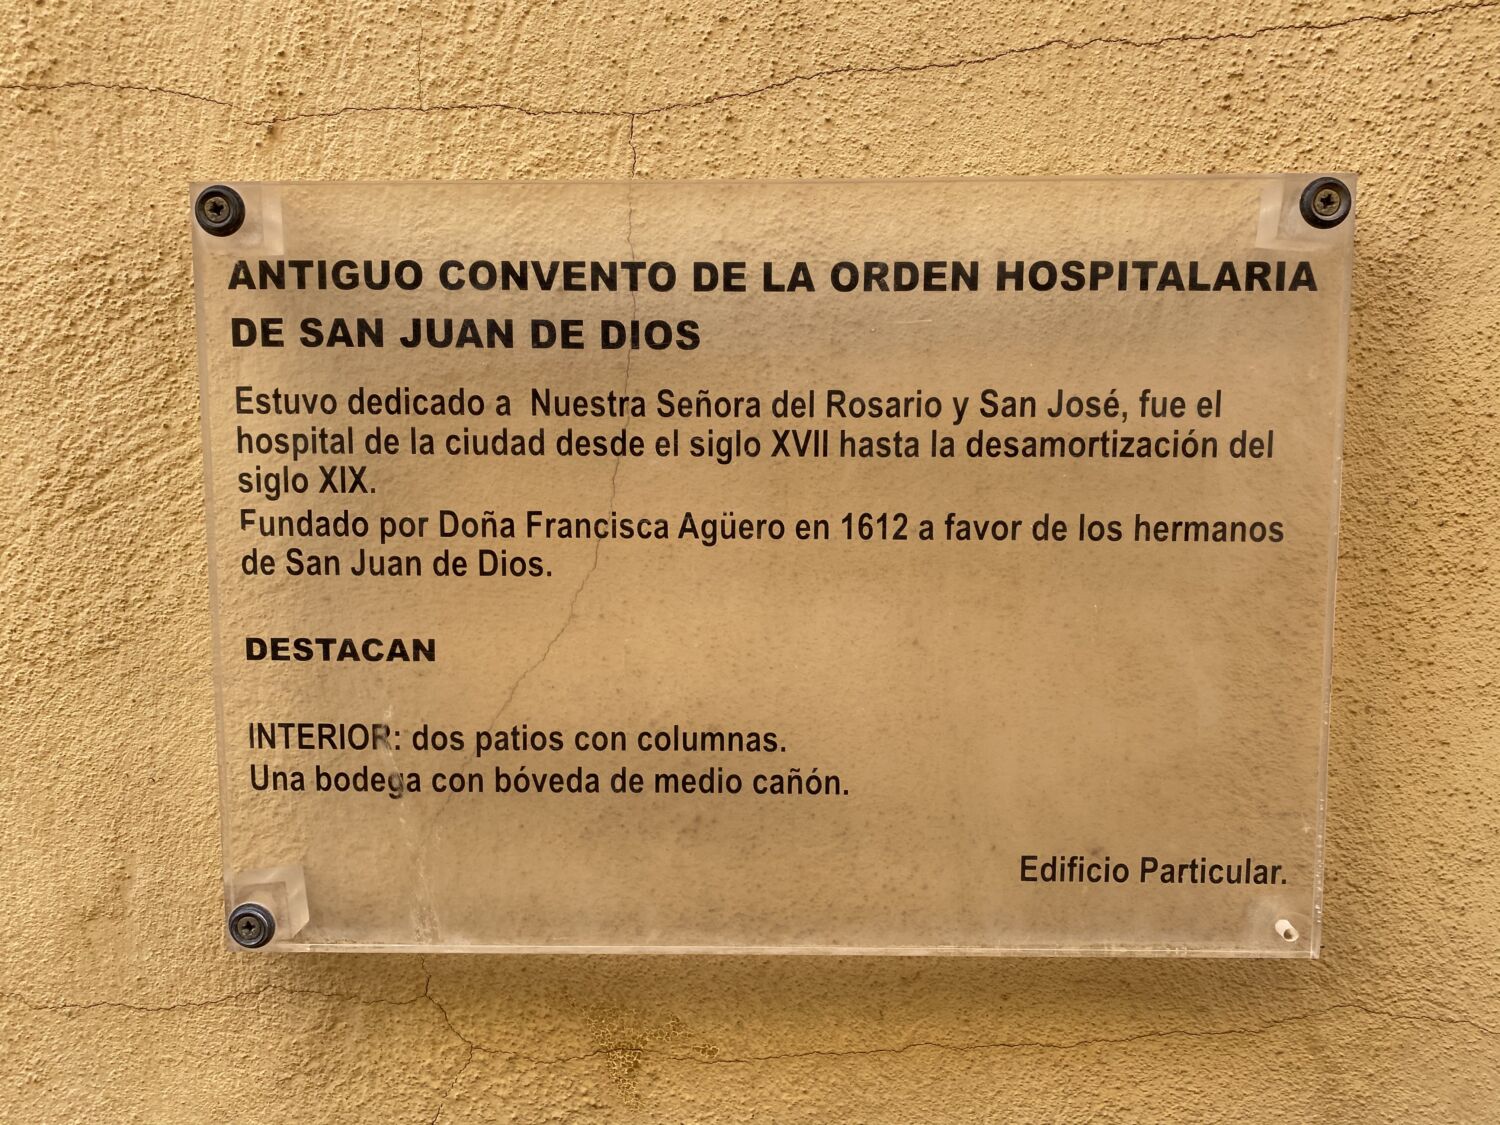 ANTIGUO CONVENTO DE LA ORDEN HOSPITALARIA
DE SAN JUAN DE DIOS
Estuvo dedicado a Nuestra Señora del Rosario y San José, fue el
hospital de la ciudad desde el siglo XVII hasta la desamortización del
siglo XIX.
Fundado por Doña Francisca Agüero en 1612 a favor de los hermanos
de San Juan de Dios.
DESTACAN
INTERIOR: dos patios con columnas.
Una bodega con bóveda de medio cañón.
Edificio Particular.